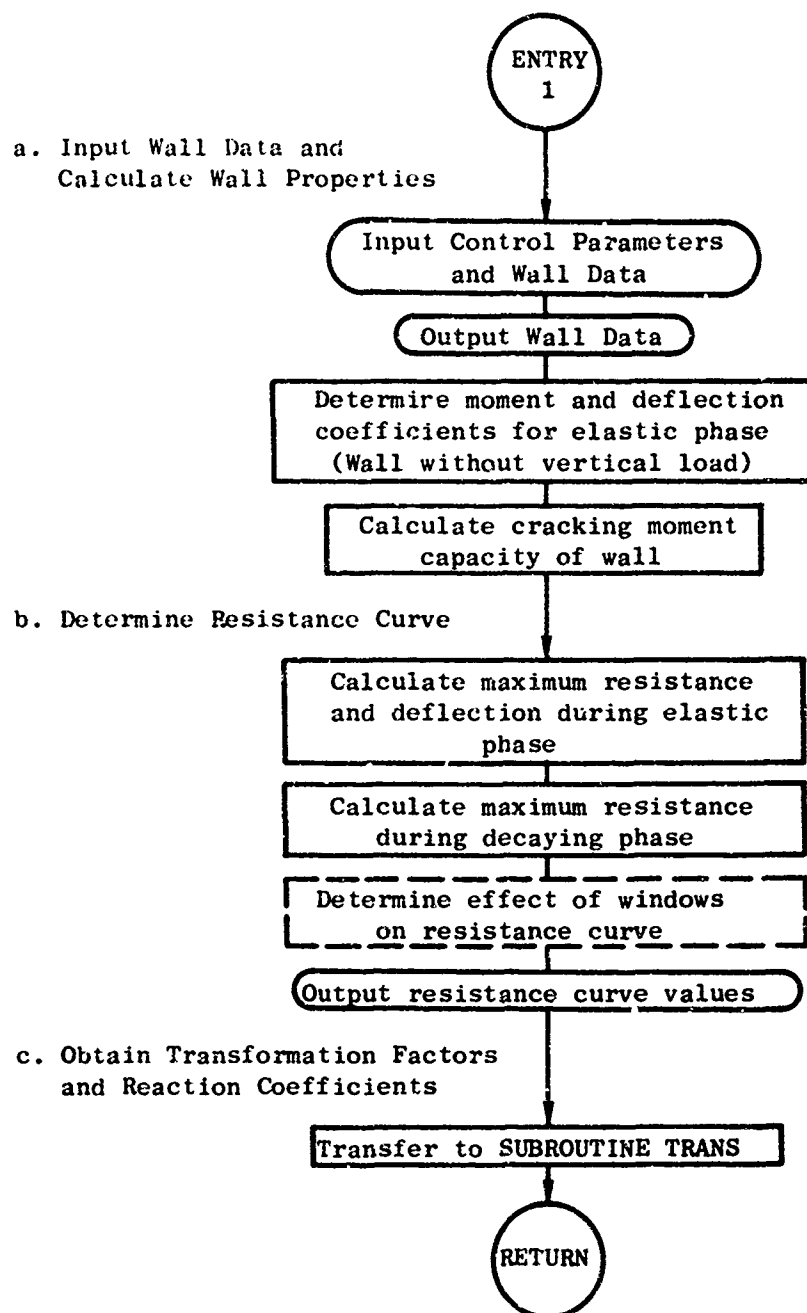 ENTRY
1
a. Input Wall Data and
Calculate Wall Properties
Input Control Parameters
and Wall Data
Output Wall Data
Determire moment and deflection
coefficients for elastic phase
(Wall without vertical load)
Calculate cracking moment
capacity of wall
b. Determine Resistance Curve
Calculate maximum resistance
and deflection during elastic
phase
Calculate maximum resistance
during decaying phase
Determine effect of windows
on resistance curve
Output resistance curve values
c. Obtain Transformation Factors
and Reaction Coefficients
Transfer to SUBROUTINE TRANS
RETURN